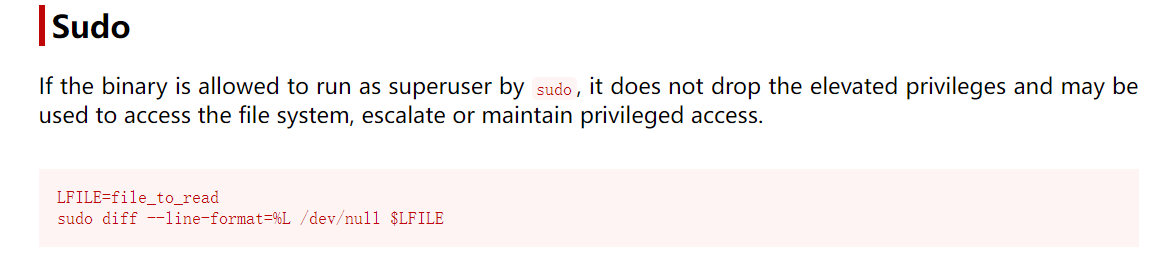 Sudo
If the binary is allowed to run as superuser by sudo, it does not drop the elevated privileges and may be
used to access the file system, escalate or maintain privileged access.
LFILE=file_to_read
sudo diff --line-format=%L /dev/null $LFILE